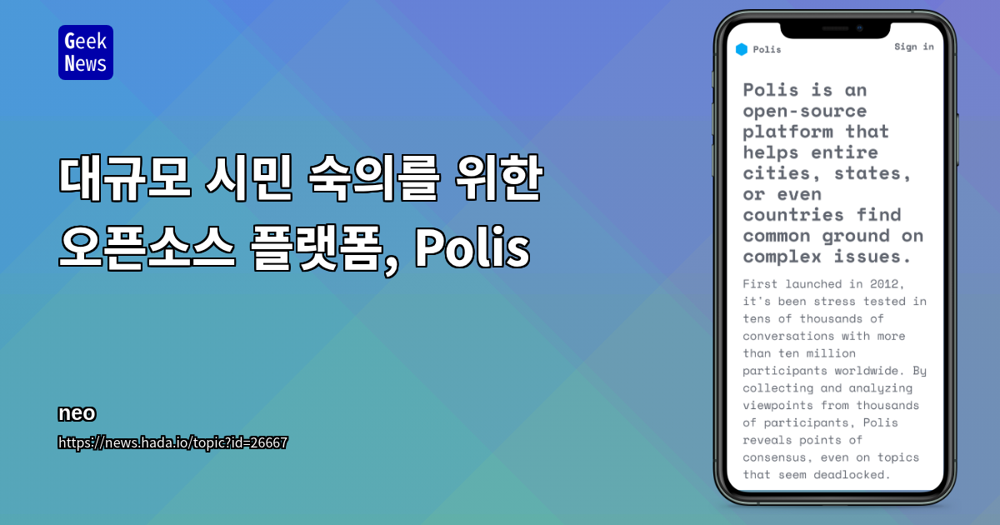 Geek
News
대규모 시민 숙의를 위한
오픈소스 플랫폼, Polis
neo
https://news.hada.io/topic?id=26667
Polis
Sign in
Polis is an
open-source
platform that
helps entire
cities, states,
or even
countries find
common ground on
complex issues.
First launched in 2012,
it's been stress tested in
tens of thousands of
conversations with more
than ten million
participants worldwide. By
collecting and analyzing
viewpoints from thousands
of participants, Polis
reveals points of
consensus, even on topics
that seem deadlocked.